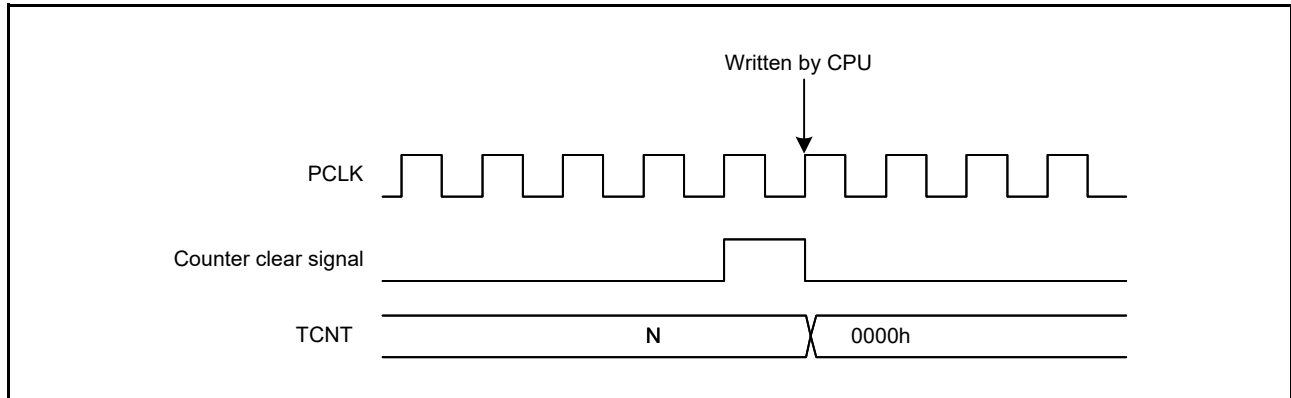 Written by CPU
PCLK
Counter clear signal
TCNT
N
0000h